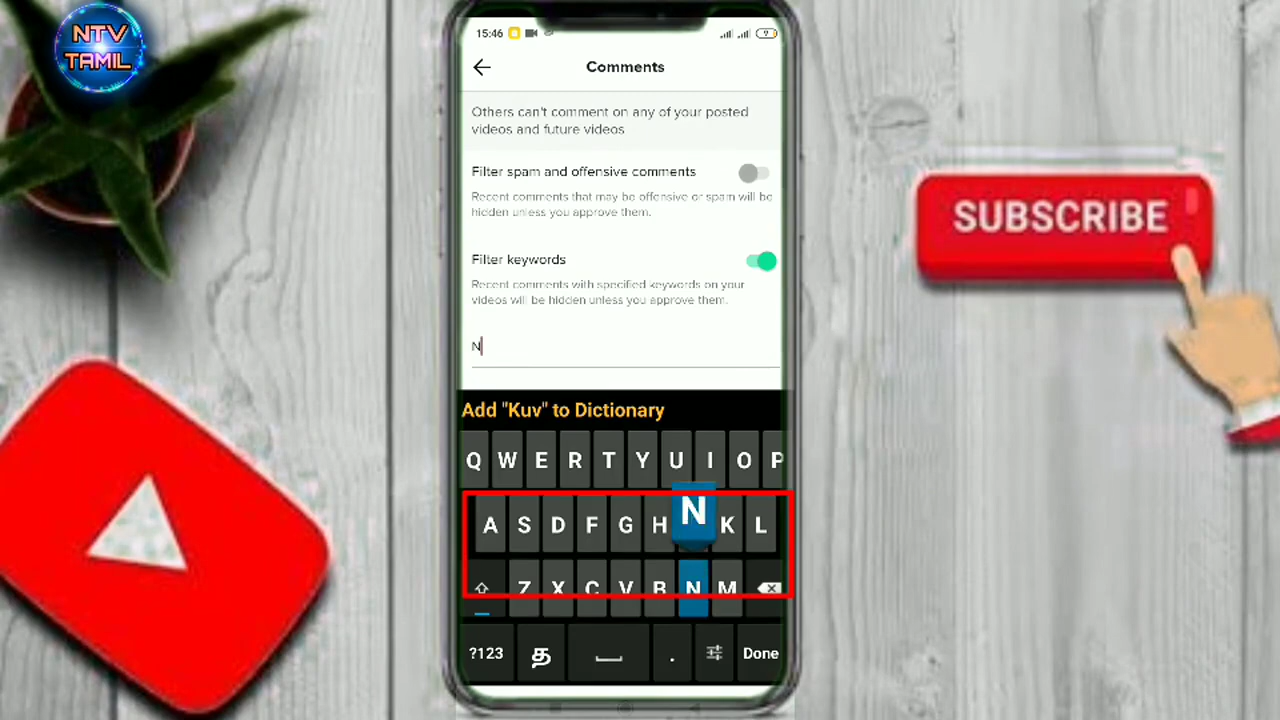 NTV
TAMIL
15:46
Comments
Others can't comment on any of your posted
videos and future videos
Filter spam and offensive comments
Recent comments that may be offensive or spam will be
hidden unless you approve them.
Filter keywords
Recent comments with specified keywords on your
videos will be hidden unless you approve them.
N
Add "Kuv" to Dictionary
Q W E R T Y U I O P
A S D F G H N K L
Z X C V B N M
?123 த . Done
SUBSCRIBE